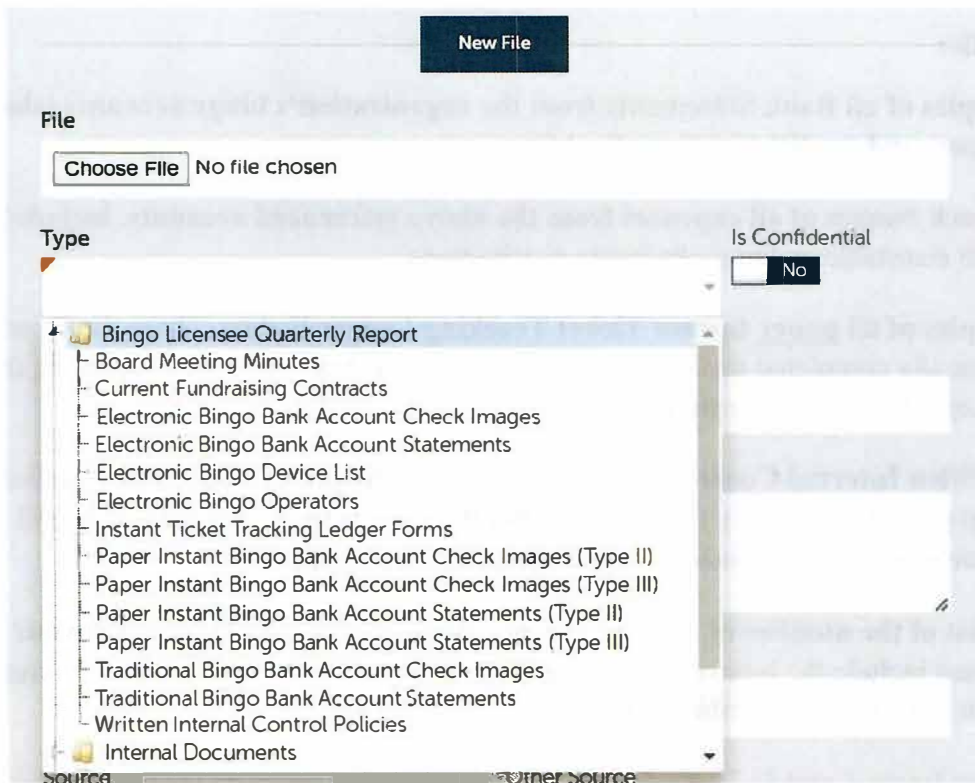 New File
File
Choose File No file chosen
Type
Is Confidential
No
Bingo Licensee Quarterly Report
Board Meeting Minutes
Current Fundraising Contracts
Electronic Bingo Bank Account Check Images
Electronic Bingo Bank Account Statements
Electronic Bingo Device List
Electronic Bingo Operators
Instant Ticket Tracking Ledger Forms
Paper Instant Bingo Bank Account Check Images (Type II)
Paper Instant Bingo Bank Account Check Images (Type III)
Paper Instant Bingo Bank Account Statements (Type II)
Paper Instant Bingo Bank Account Statements (Type III)
Traditional Bingo Bank Account Check Images
Traditional Bingo Bank Account Statements
Written Internal Control Policies
Internal Documents
Source
Other Source